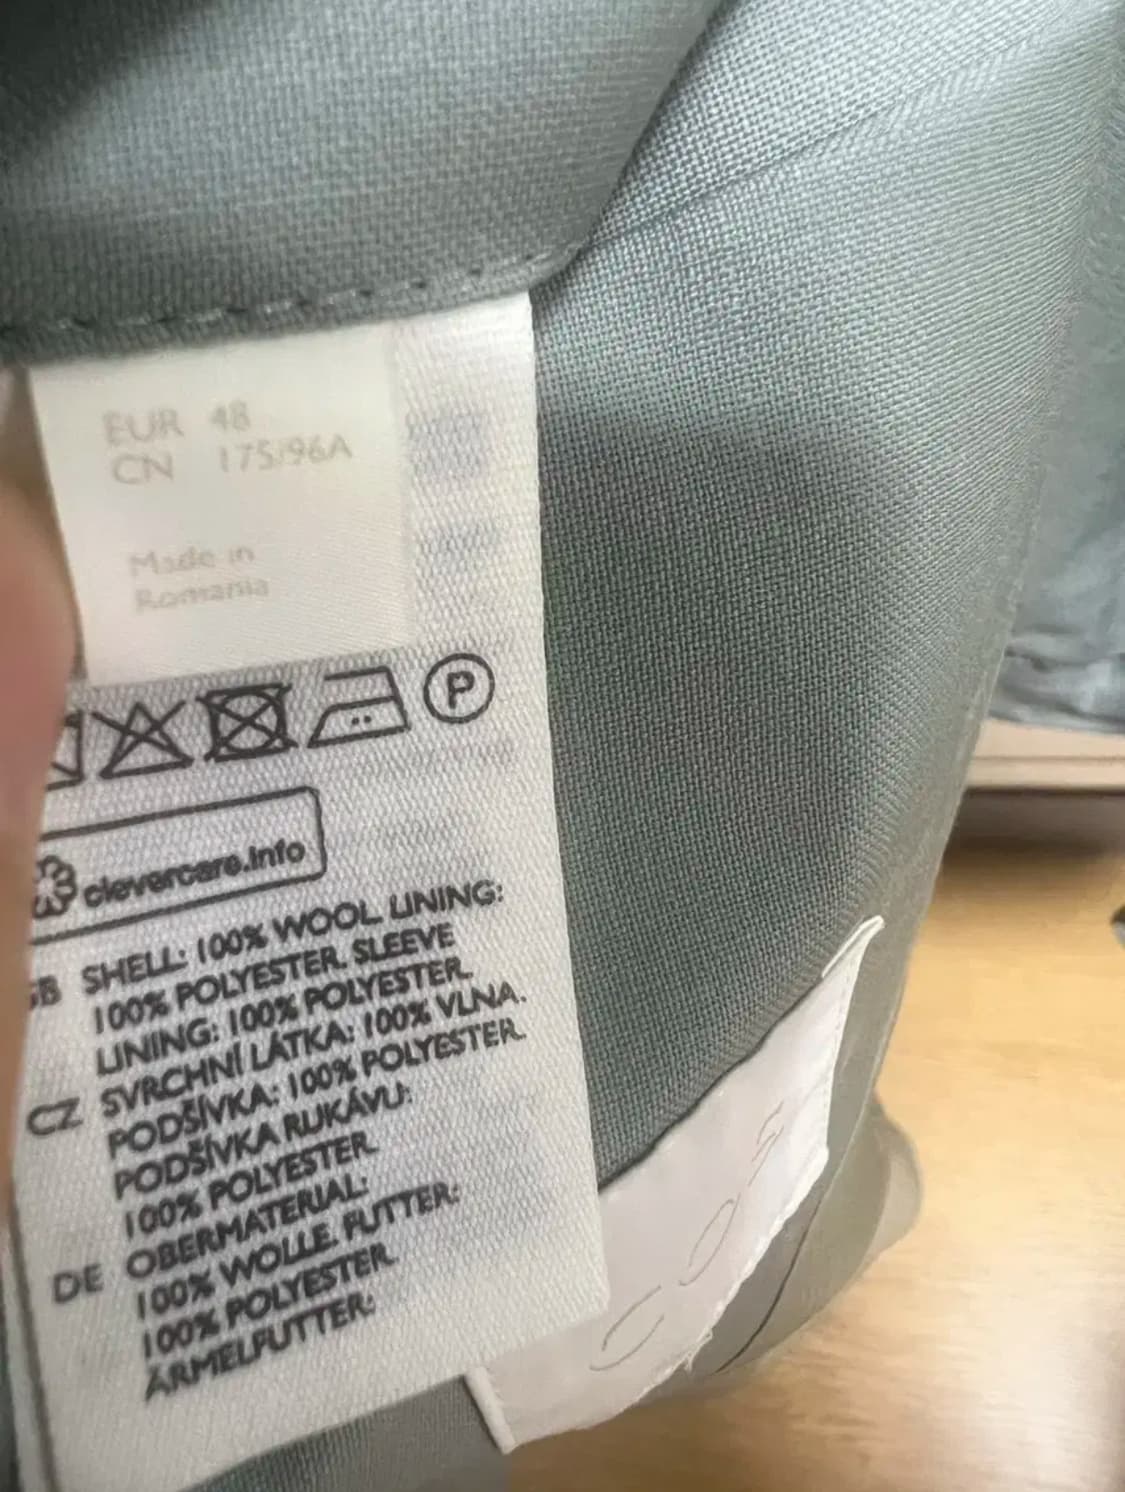 EUR 48
CN 175/96A
Made in
Romania
P
clevercare.info
GB SHELL: 100% WOOL LINING:
100% POLYESTER. SLEEVE
LINING: 100% POLYESTER.
CZ SVRCHNÍ LÁTKA: 100% VLNA.
PODŠÍVKA: 100% POLYESTER.
PODŠÍVKA RUKÁVU:
100% POLYESTER
DE OBERMATERIAL:
100% WOLLE. FUTTER:
100% POLYESTER.
ÄRMELFUTTER:
COS